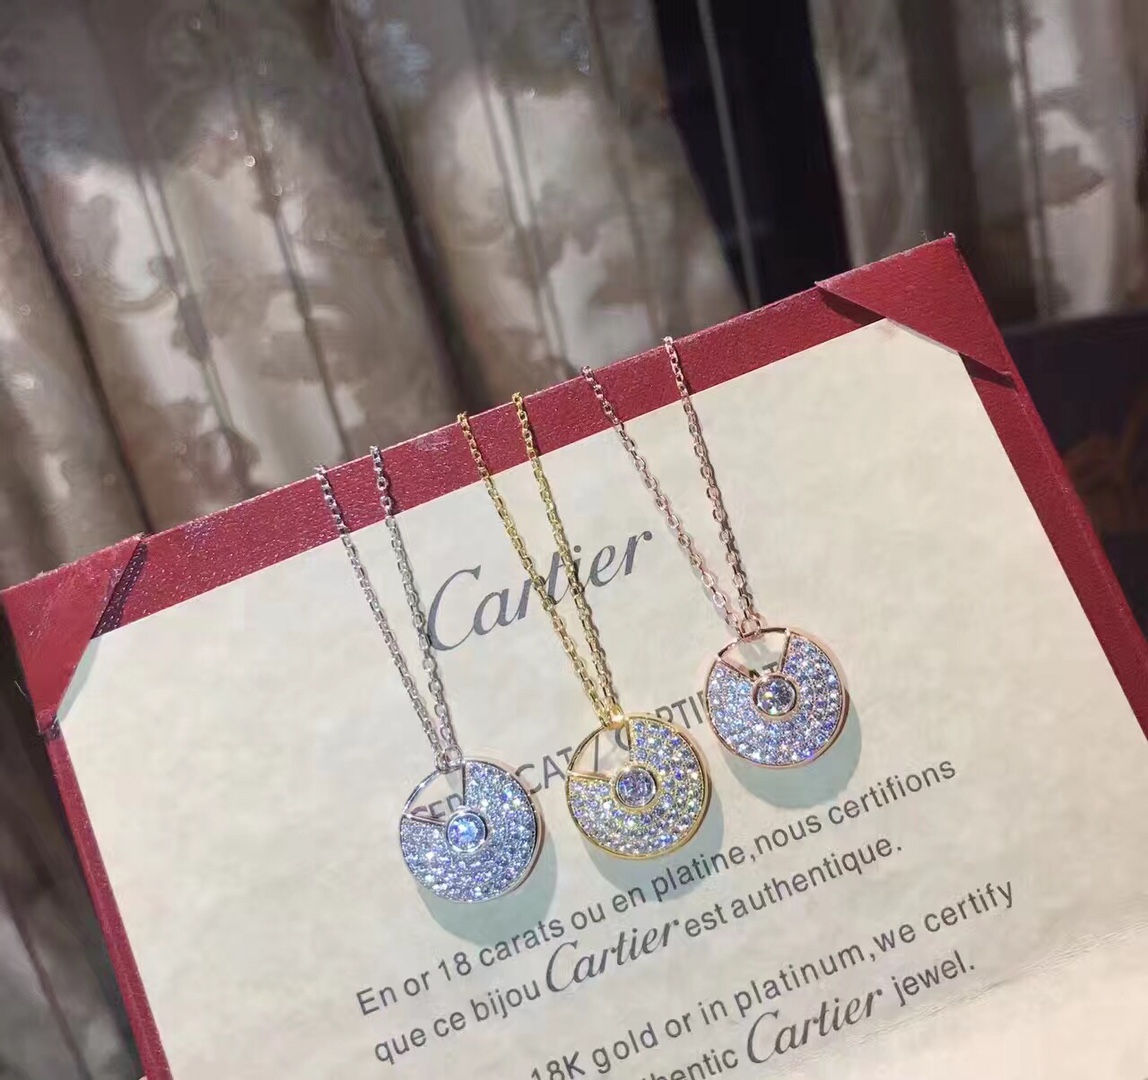 Cartier
CAT / 
En or 18 carats ou en platine, nous certifions
que ce bijou Cartier est authentique.
18K gold or in platinum, we certify
Cartier jewel.